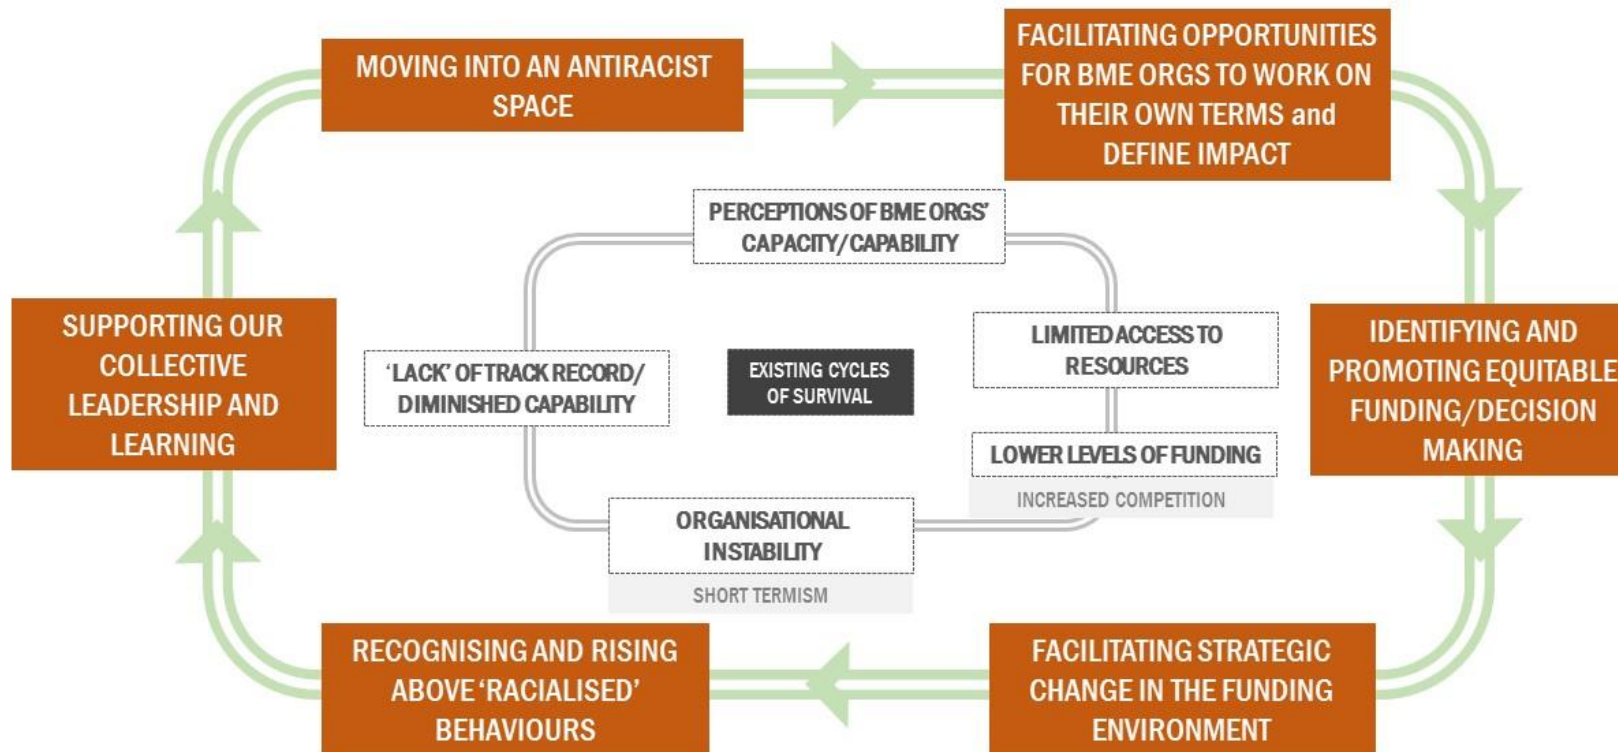 MOVING INTO AN ANTIRACIST
SPACE
FACILITATING OPPORTUNITIES
FOR BME ORGS TO WORK ON
THEIR OWN TERMS and
DEFINE IMPACT
PERCEPTIONS OF BME ORGS'
CAPACITY/CAPABILITY
SUPPORTING OUR
COLLECTIVE
LEADERSHIP AND
LEARNING
'LACK' OF TRACK RECORD/
DIMINISHED CAPABILITY
EXISTING CYCLES
OF SURVIVAL
LIMITED ACCESS TO
RESOURCES
LOWER LEVELS OF FUNDING
INCREASED COMPETITION
IDENTIFYING AND
PROMOTING EQUITABLE
FUNDING/DECISION
MAKING
ORGANISATIONAL
INSTABILITY
SHORT TERMISM
RECOGNISING AND RISING
ABOVE 'RACIALISED'
BEHAVIOURS
FACILITATING STRATEGIC
CHANGE IN THE FUNDING
ENVIRONMENT